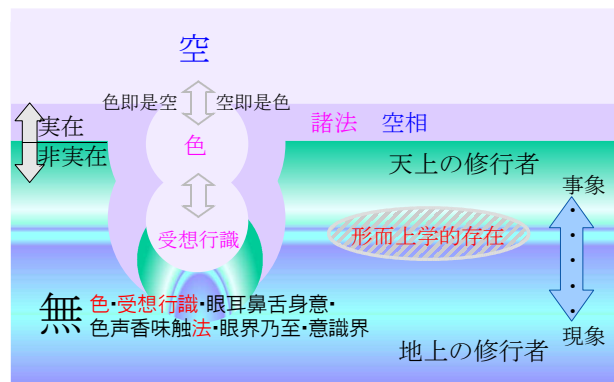 空
色即是空 空即是色
実在
非実在
諸法 空相
色
天上の修行者
事象
受想行識
形而上学的存在
無
色・受想行識・眼耳鼻舌身意・
色声香味触法・眼界乃至・意識界
現象
地上の修行者